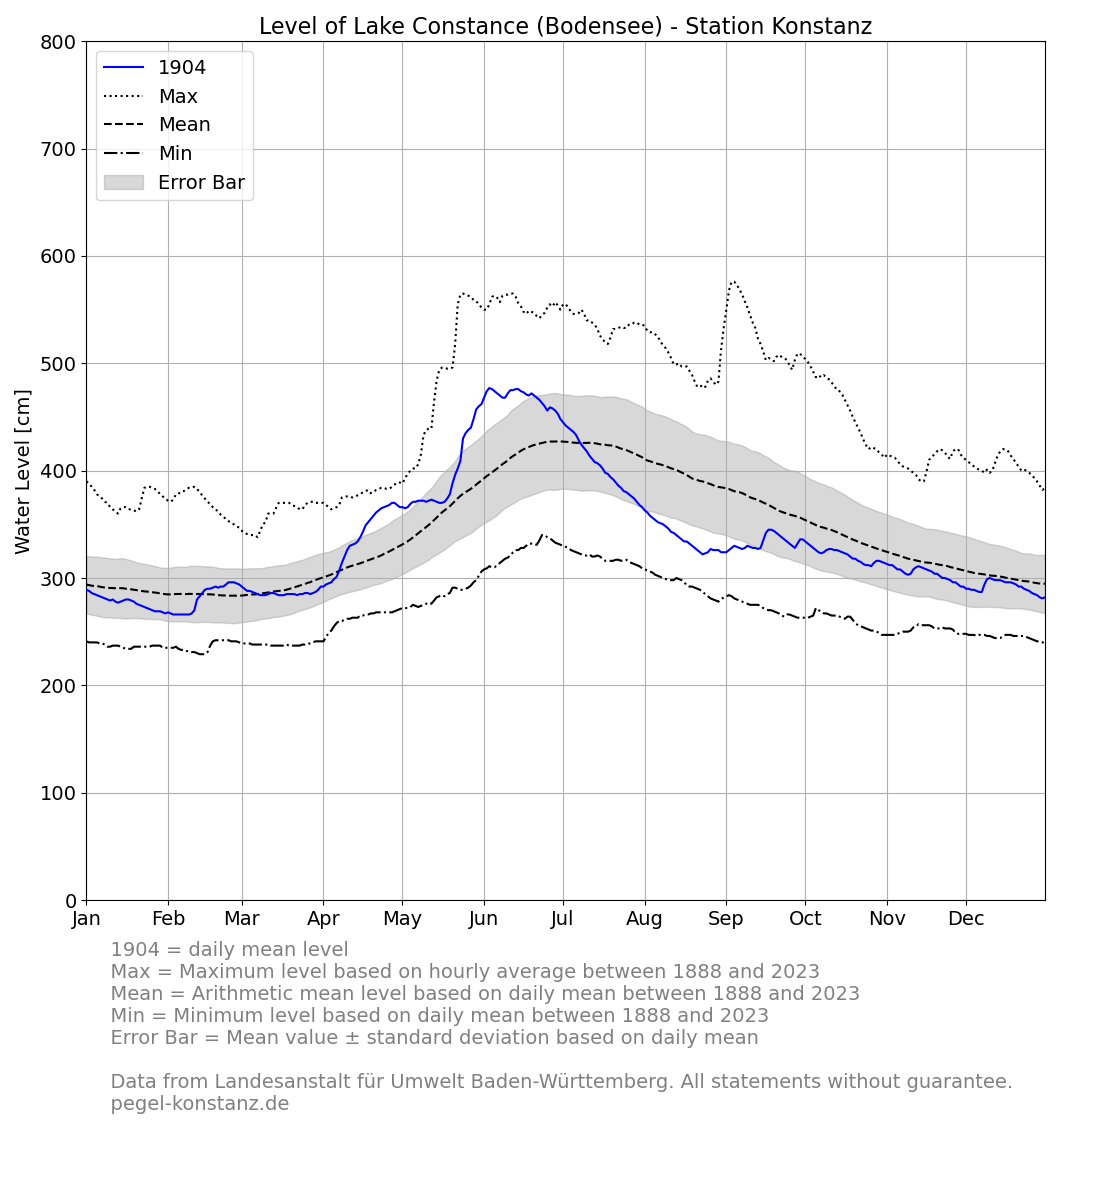 Level of Lake Constance (Bodensee) - Station Konstanz
800
700
600
500
400
300
200
100
0
Water Level [cm]
1904
Max
Mean
Min
Error Bar
Jan Feb Mar Apr May Jun Jul Aug Sep Oct Nov Dec
1904 = daily mean level
Max = Maximum level based on hourly average between 1888 and 2023
Mean = Arithmetic mean level based on daily mean between 1888 and 2023
Min = Minimum level based on daily mean between 1888 and 2023
Error Bar = Mean value ± standard deviation based on daily mean
Data from Landesanstalt für Umwelt Baden-Württemberg. All statements without guarantee.
pegel-konstanz.de